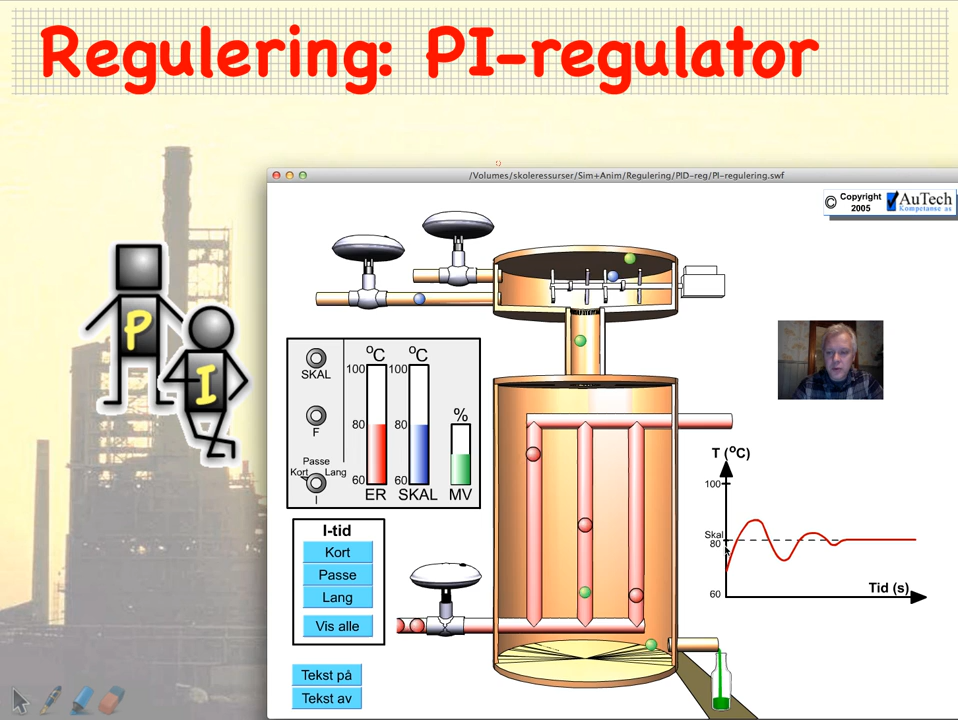 Regulering: PI-regulator
/Volumes/skoleressurser/Sim+Anim/Regulering/PID-reg/PI-regulering.swf
© Copyright 2005
AuTech
Kompetanse as
P
I
SKAL
F
Passe
Kort Lang
I
°C °C
100 100
80 80
60 60
%
ER SKAL MV
I-tid
Kort
Passe
Lang
Vis alle
Tekst på
Tekst av
T (°C)
100
Skal
80
60
Tid (s)